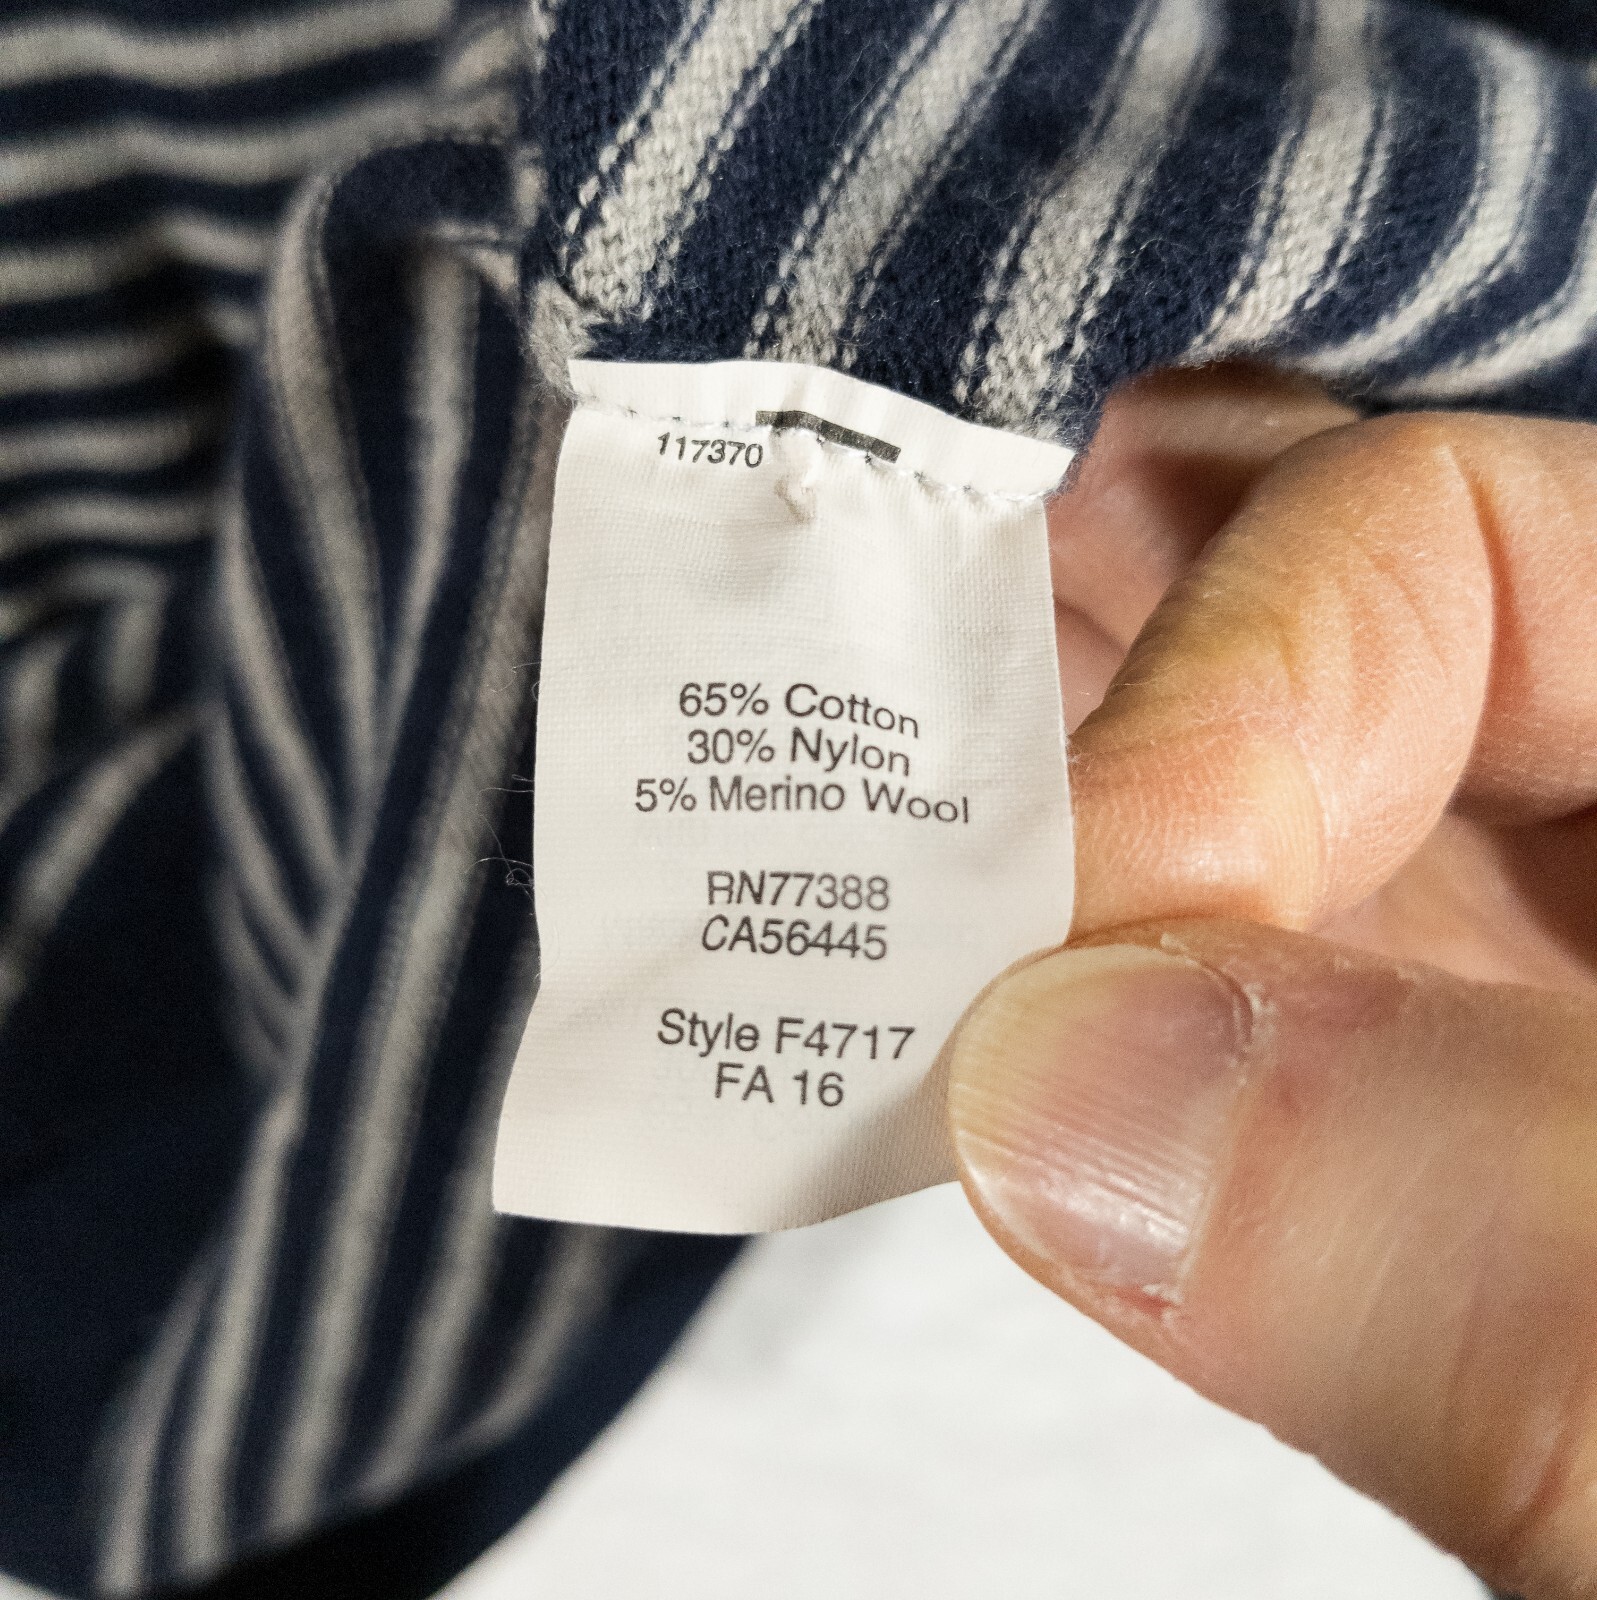 117370
65% Cotton
30% Nylon
5% Merino Wool
RN77388
CA56445
Style F4717
FA 16